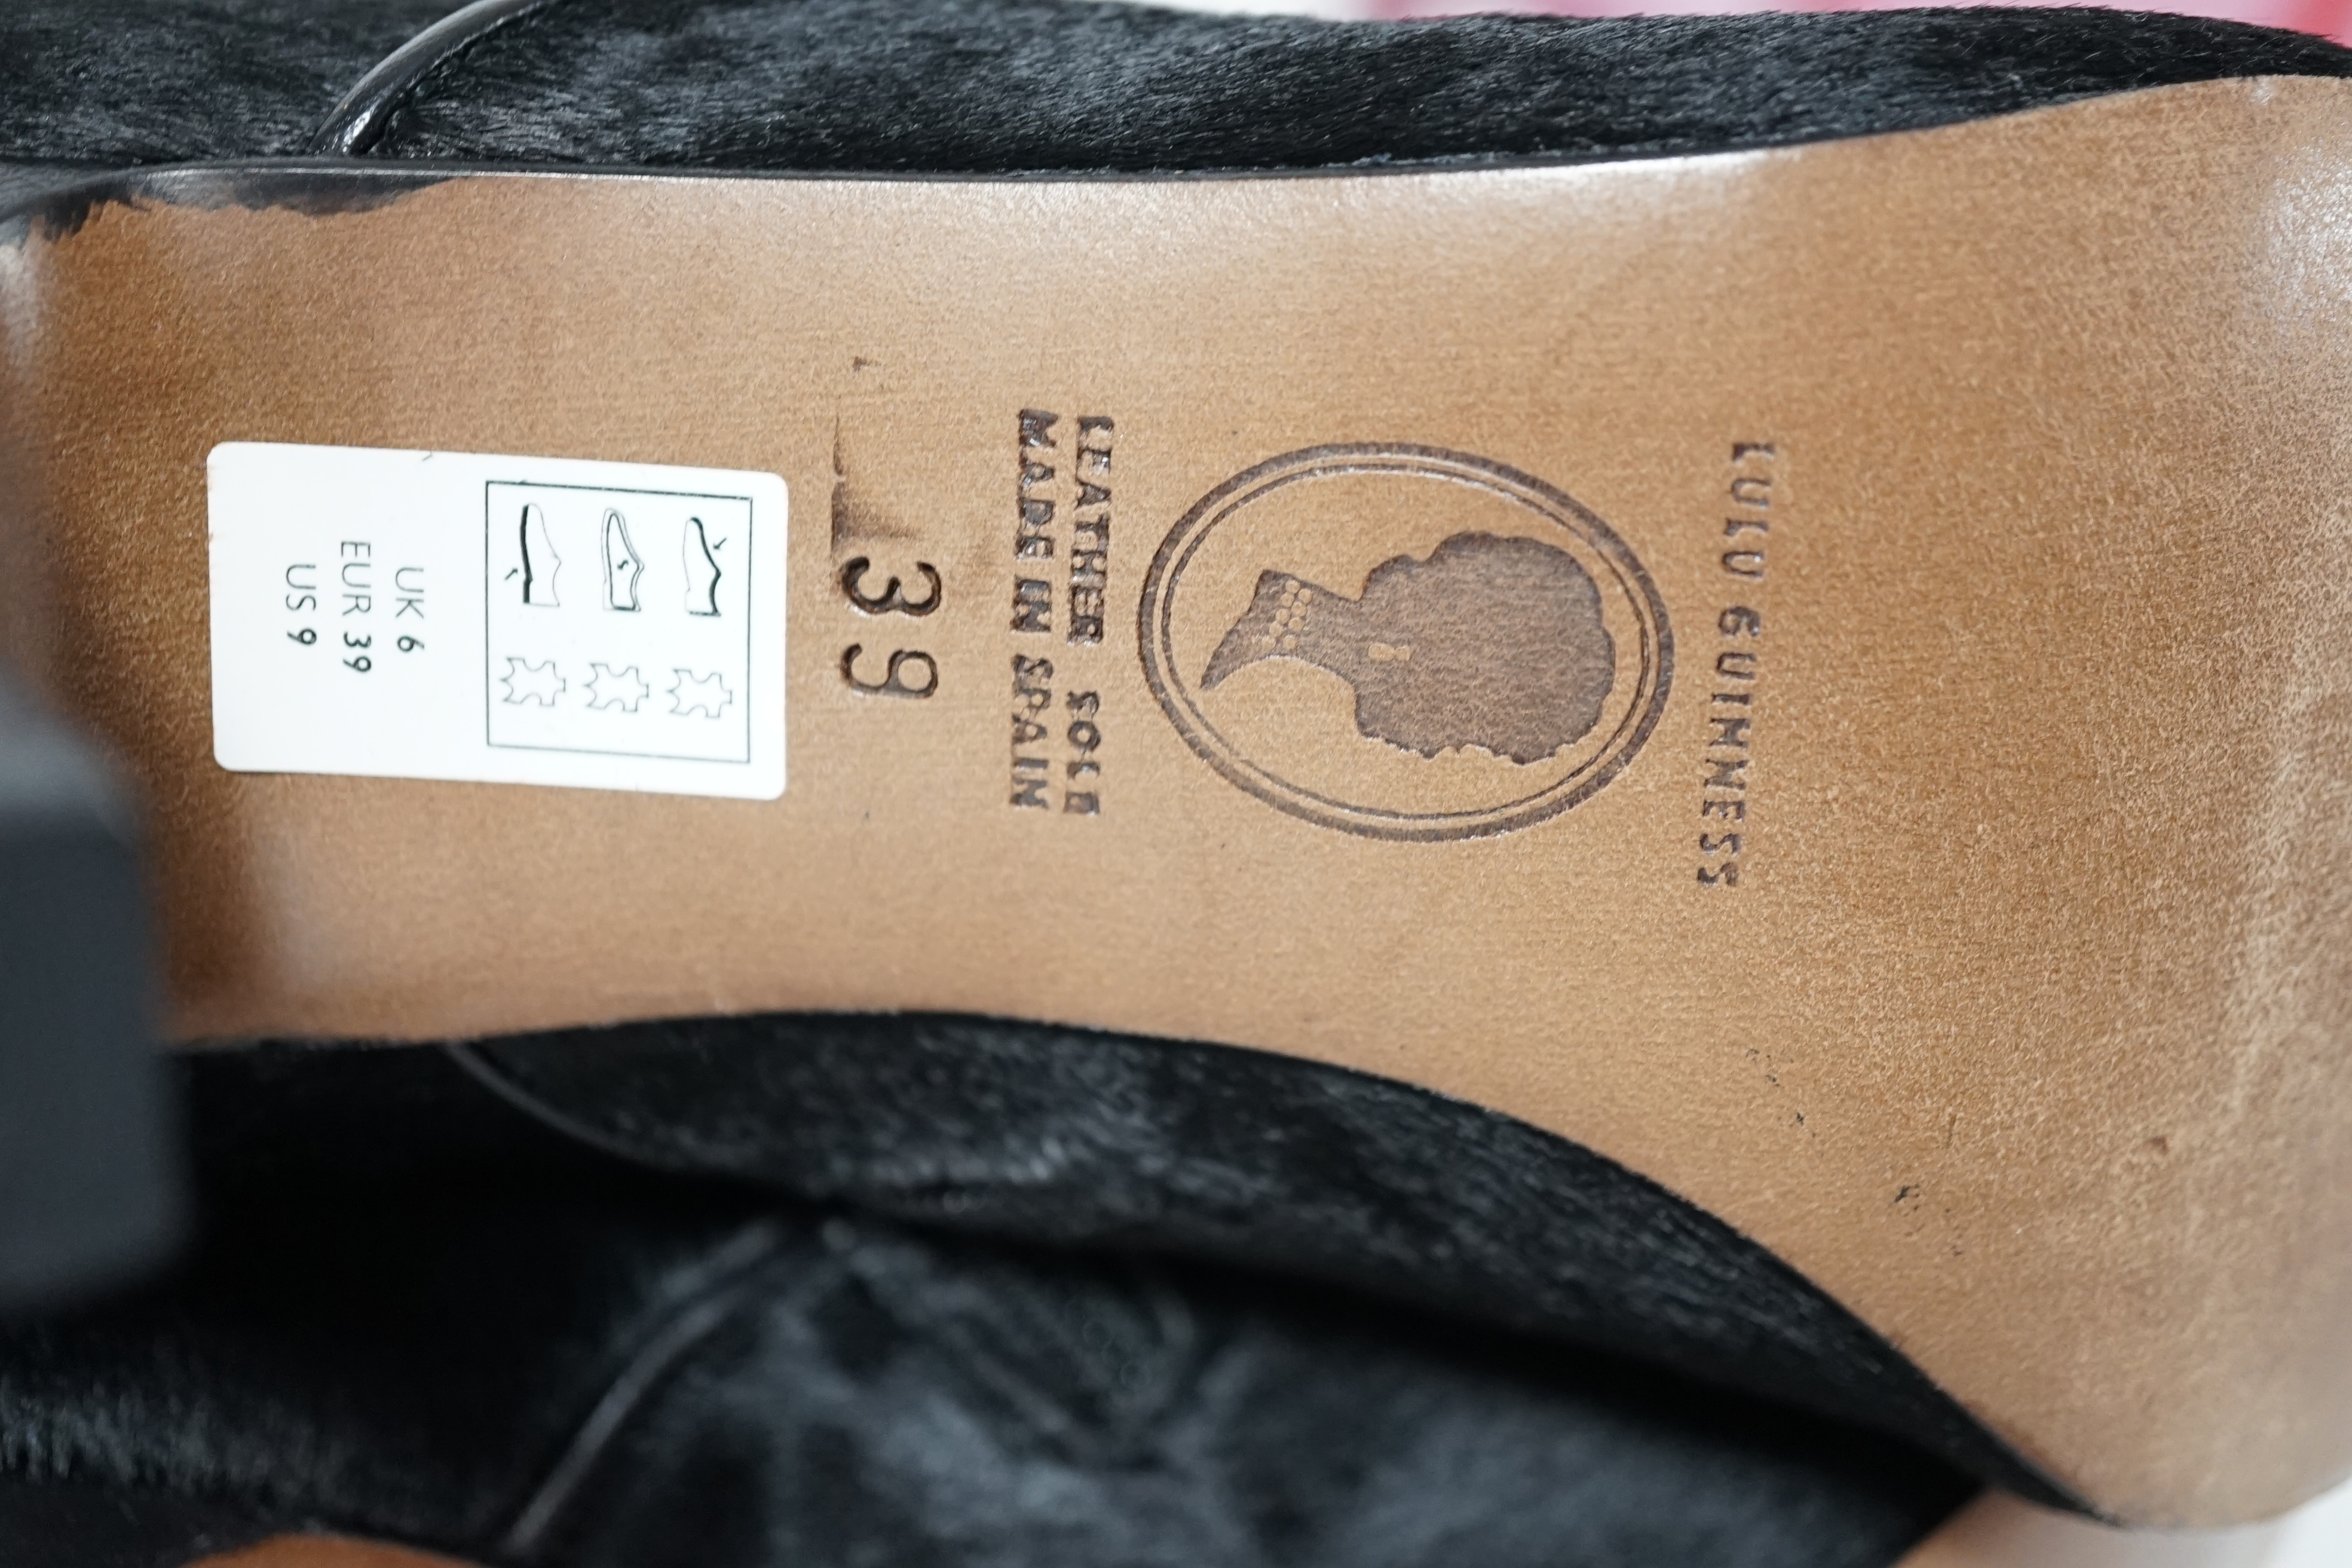 LULU GUINNESS
LEATHER SOLE
MADE IN SPAIN
39
UK 6
EUR 39
US 9